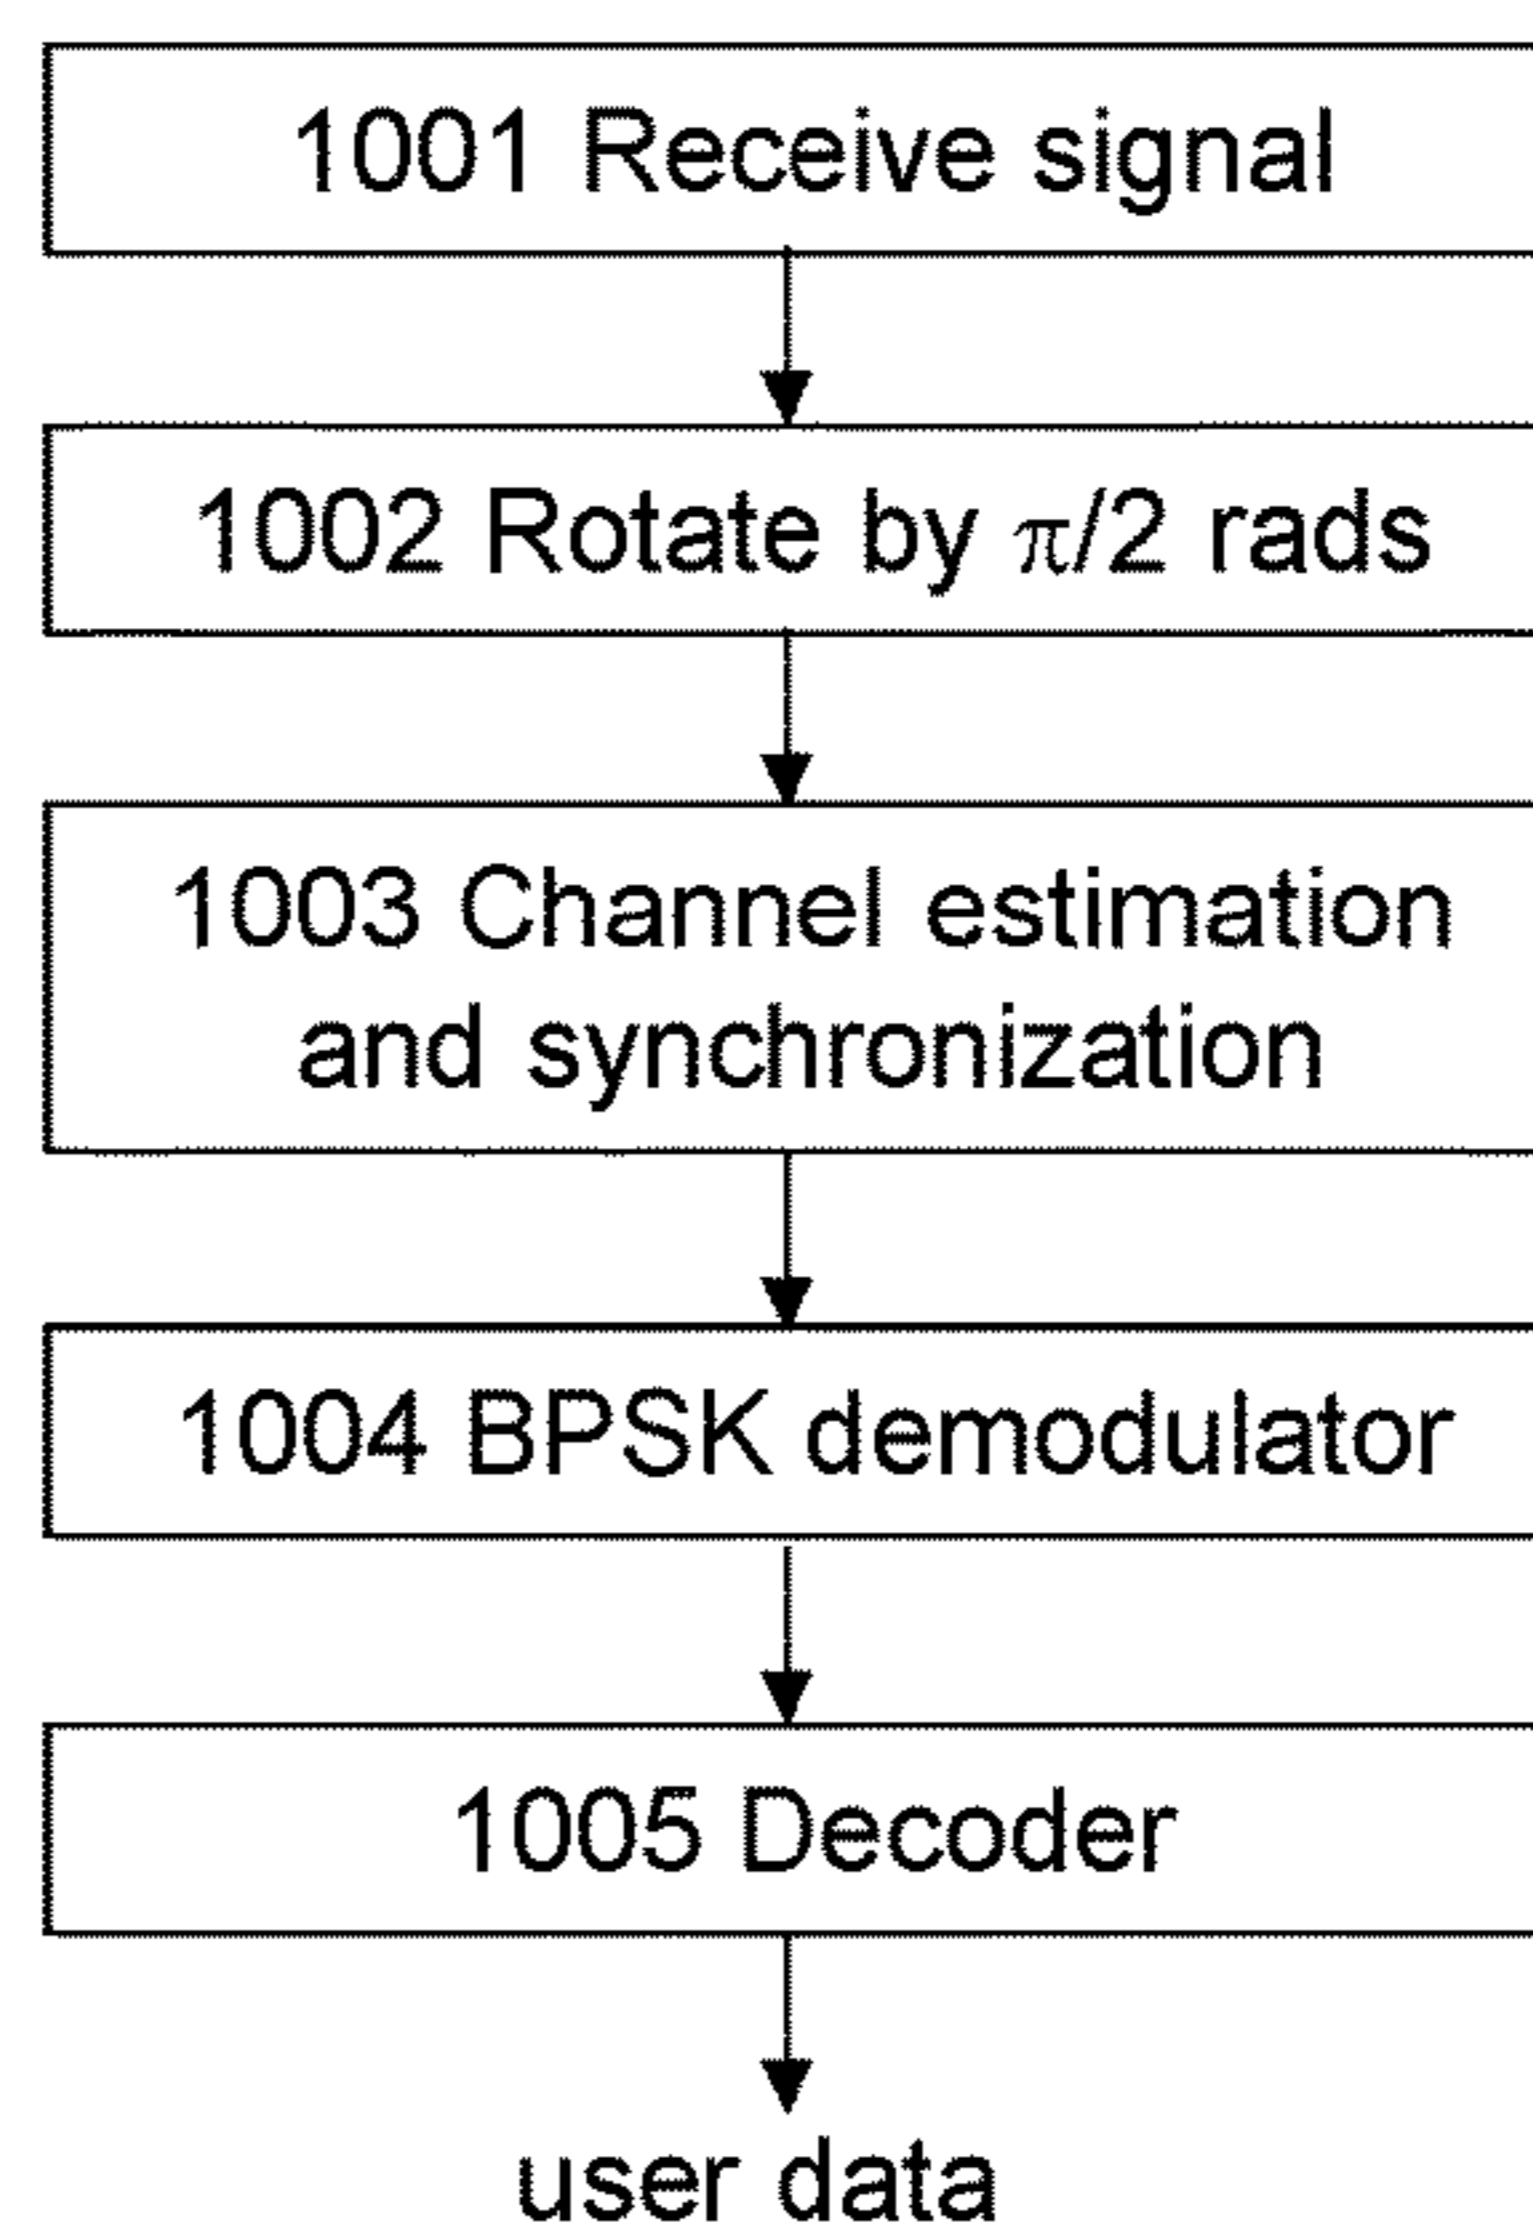 1001 Receive signal
1002 Rotate by π/2 rads
1003 Channel estimation
and synchronization
1004 BPSK demodulator
1005 Decoder
user data